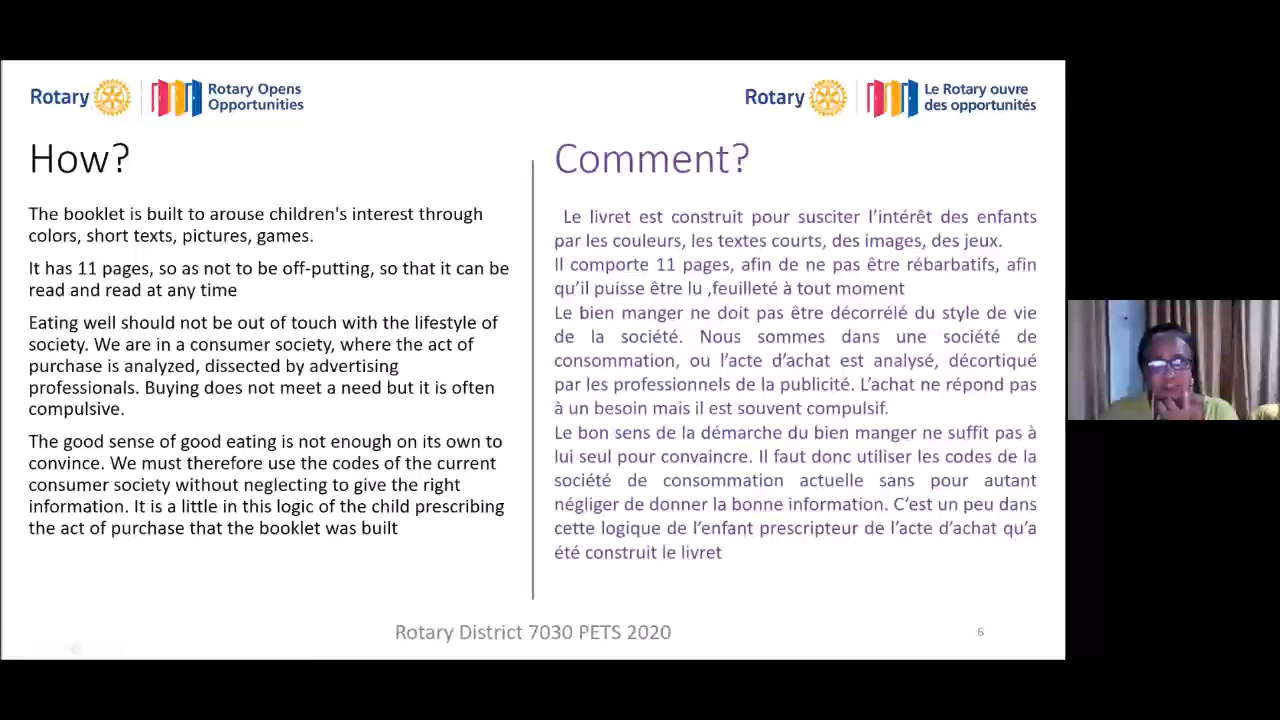 Rotary
Rotary Opens
Opportunities
Rotary
Le Rotary ouvre
des opportunités
How?
The booklet is built to arouse children's interest through
colors, short texts, pictures, games.
It has 11 pages, so as not to be off-putting, so that it can be
read and read at any time
Eating well should not be out of touch with the lifestyle of
society. We are in a consumer society, where the act of
purchase is analyzed, dissected by advertising
professionals. Buying does not meet a need but it is often
compulsive.
The good sense of good eating is not enough on its own to
convince. We must therefore use the codes of the current
consumer society without neglecting to give the right
information. It is a little in this logic of the child prescribing
the act of purchase that the booklet was built
Comment?
Le livret est construit pour susciter l'intérêt des enfants
par les couleurs, les textes courts, des images, des jeux.
Il comporte 11 pages, afin de ne pas être rébarbatifs, afin
qu'il puisse être lu ,feuilleté à tout moment
Le bien manger ne doit pas être décorrélé du style de vie
de la société. Nous sommes dans une société de
consommation, ou l'acte d'achat est analysé, décortiqué
par les professionnels de la publicité. L'achat ne répond pas
à un besoin mais il est souvent compulsif.
Le bon sens de la démarche du bien manger ne suffit pas à
lui seul pour convaincre. Il faut donc utiliser les codes de la
société de consommation actuelle sans pour autant
négliger de donner la bonne information. C'est un peu dans
cette logique de l'enfant prescripteur de l'acte d'achat qu'a
été construit le livret
Rotary District 7030 PETS 2020
6